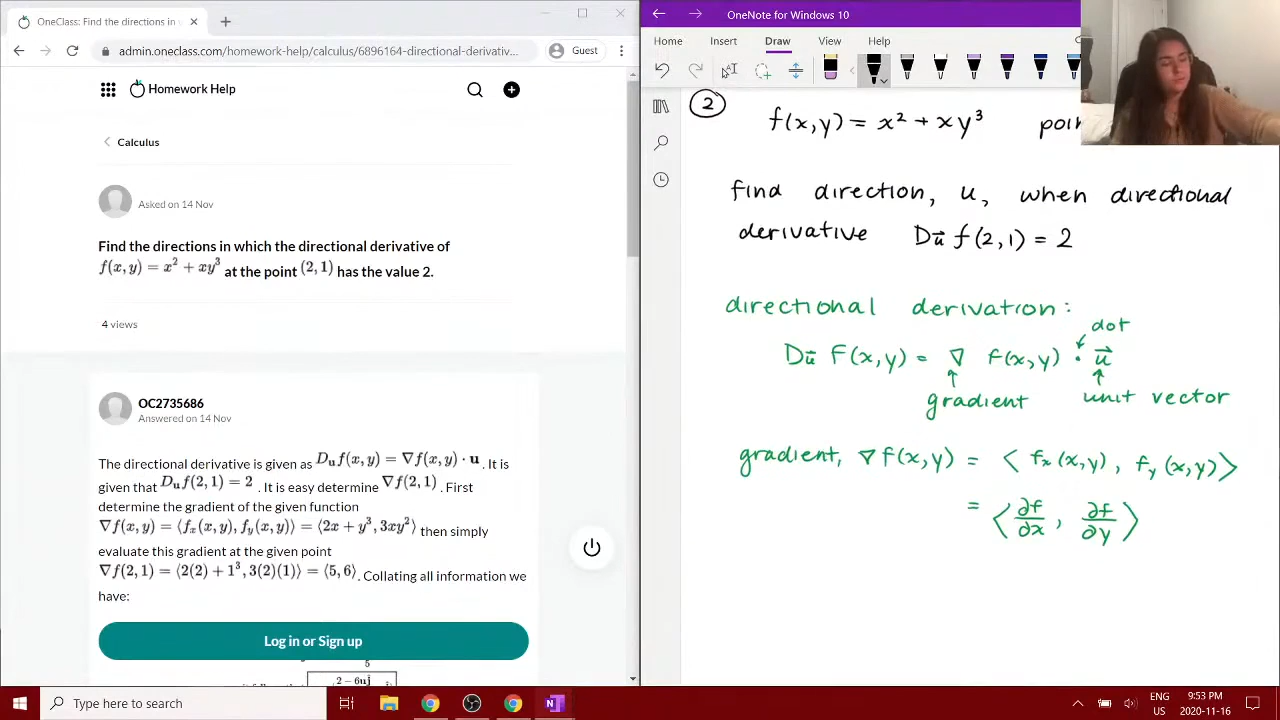 OneClass: Find the directions in
Guest
admin.oneclass.com/homework-help/calculus/6899164-directional-derivativ...
Homework Help
Calculus
Asked on 14 Nov
Find the directions in which the directional derivative of
f(x, y) = x² + xy³ at the point (2, 1) has the value 2.
4 views
OC2735686
Answered on 14 Nov
The directional derivative is given as D_u f(x, y) = ∇f(x, y) · u . It is
given that D_u f(2, 1) = 2 . It is easy determine ∇f(2, 1) . First
determine the gradient of the given function
∇f(x, y) = ⟨f_x(x, y), f_y(x, y)⟩ = ⟨2x + y³, 3xy²⟩ then simply
evaluate this gradient at the given point
∇f(2, 1) = ⟨2(2) + 1³, 3(2)(1)⟩ = ⟨5, 6⟩ . Collating all information we
have:
Log in or Sign up
5
OneNote for Windows 10
Home Insert Draw View Help
2
f(x,y) = x² + xy³
find direction, u, when directional
derivative Du⃗ f(2,1) = 2
directional derivation:
dot
Du⃗ F(x,y) = ∇ f(x,y) · u⃗
gradient unit vector
gradient, ∇f(x,y) = ⟨ fx (x,y), fy (x,y)⟩
= ⟨ ∂f/∂x , ∂f/∂y ⟩
Type here to search
ENG
US
9:53 PM
2020-11-16